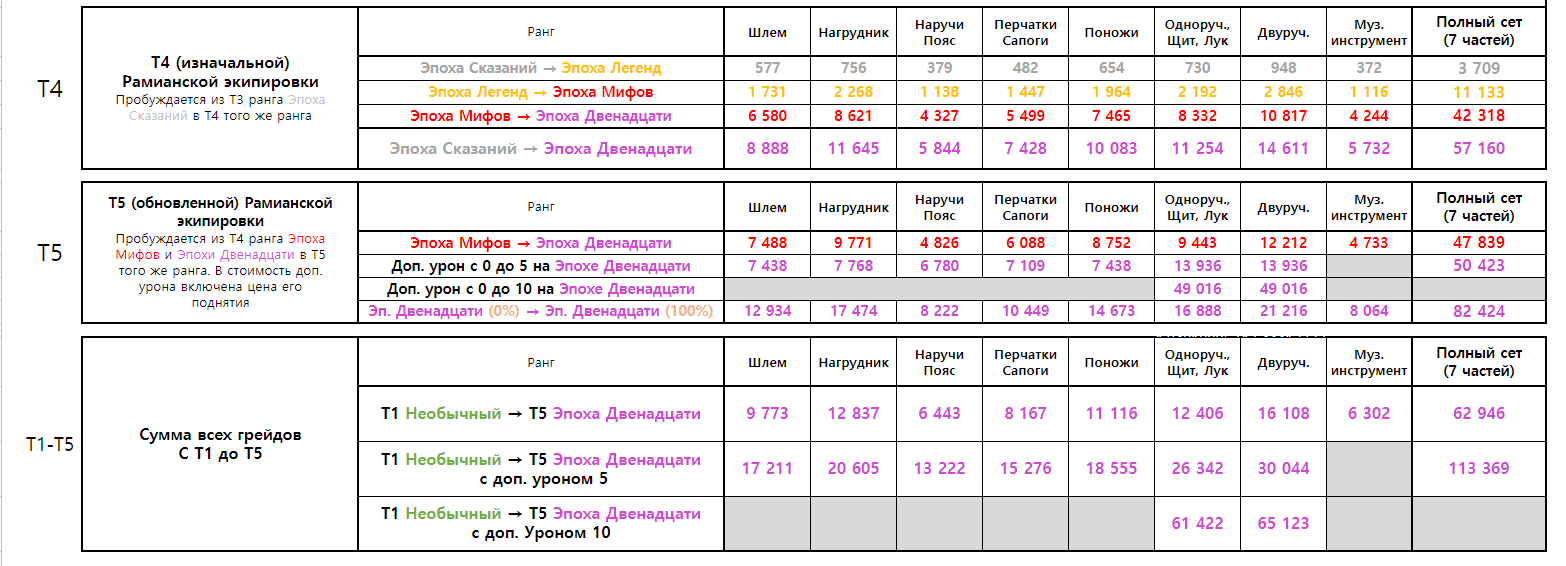 T4
T4 (изначальной)
Рамианской экипировки
Пробуждается из Т3 ранга Эпоха
Сказаний в Т4 того же ранга
Ранг
Шлем
Нагрудник
Наручи
Пояс
Перчатки
Сапоги
Поножи
Одноруч.,
Щит, Лук
Двуруч.
Муз.
инструмент
Полный сет
(7 частей)
Эпоха Сказаний → Эпоха Легенд 577 756 379 482 654 730 948 372 3 709
Эпоха Легенд → Эпоха Мифов 1 731 2 268 1 138 1 447 1 964 2 192 2 846 1 116 11 133
Эпоха Мифов → Эпоха Двенадцати 6 580 8 621 4 327 5 499 7 465 8 332 10 817 4 244 42 318
Эпоха Сказаний → Эпоха Двенадцати 8 888 11 645 5 844 7 428 10 083 11 254 14 611 5 732 57 160
T5
T5 (обновленной) Рамианской
экипировки
Пробуждается из Т4 ранга Эпоха
Мифов и Эпохи Двенадцати в Т5
того же ранга. В стоимость доп.
урона включена цена его
поднятия
Ранг
Шлем
Нагрудник
Наручи
Пояс
Перчатки
Сапоги
Поножи
Одноруч.,
Щит, Лук
Двуруч.
Муз.
инструмент
Полный сет
(7 частей)
Эпоха Мифов → Эпоха Двенадцати 7 488 9 771 4 826 6 088 8 752 9 443 12 212 4 733 47 839
Доп. урон с 0 до 5 на Эпохе Двенадцати 7 438 7 768 6 780 7 109 7 438 13 936 13 936 50 423
Доп. урон с 0 до 10 на Эпохе Двенадцати 49 016 49 016
Эп. Двенадцати (0%) → Эп. Двенадцати (100%) 12 934 17 474 8 222 10 449 14 673 16 888 21 216 8 064 82 424
T1-T5
Сумма всех грейдов
С Т1 до Т5
Ранг
Шлем
Нагрудник
Наручи
Пояс
Перчатки
Сапоги
Поножи
Одноруч.,
Щит, Лук
Двуруч.
Муз.
инструмент
Полный сет
(7 частей)
Т1 Необычный → Т5 Эпоха Двенадцати 9 773 12 837 6 443 8 167 11 116 12 406 16 108 6 302 62 946
Т1 Необычный → Т5 Эпоха Двенадцати
с доп. уроном 5
17 211 20 605 13 222 15 276 18 555 26 342 30 044 113 369
Т1 Необычный → Т5 Эпоха Двенадцати
с доп. Уроном 10
61 422 65 123